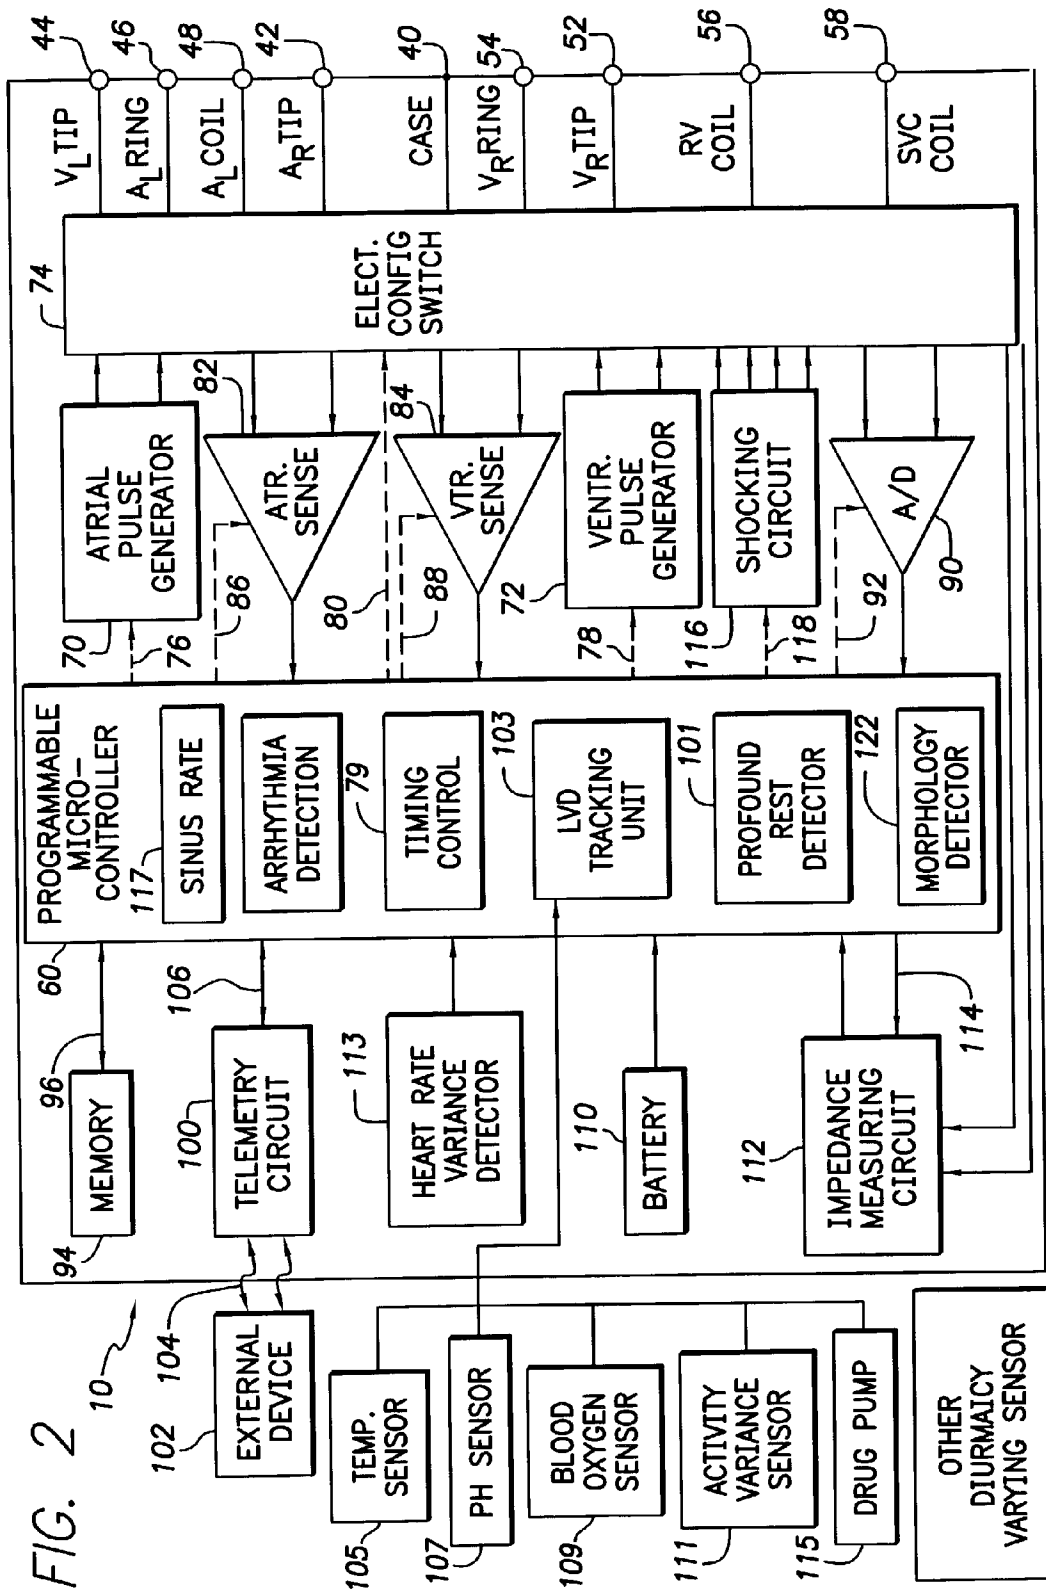 FIG. 2
10
44
46
48
42
40
54
52
56
58
VLTIP
ALRING
ALCOIL
ARTIP
CASE
VRRING
VRTIP
RV
COIL
SVC
COIL
74
ELECT.
CONFIG
SWITCH
ATRIAL
PULSE
GENERATOR
70
76
82
ATR.
SENSE
86
80
84
VTR.
SENSE
88
VENTR.
PULSE
GENERATOR
72
78
SHOCKING
CIRCUIT
116
118
A/D
90
92
PROGRAMMABLE
MICRO–
CONTROLLER
60
117
SINUS RATE
ARRHYTHMIA
DETECTION
79
TIMING
CONTROL
103
LVD
TRACKING
UNIT
101
PROFOUND
REST
DETECTOR
122
MORPHOLOGY
DETECTOR
96
MEMORY
94
106
100
TELEMETRY
CIRCUIT
113
HEART RATE
VARIANCE
DETECTOR
110
BATTERY
112
IMPEDANCE
MEASURING
CIRCUIT
114
104
102
EXTERNAL
DEVICE
TEMP.
SENSOR
105
PH SENSOR
107
BLOOD
OXYGEN
SENSOR
109
ACTIVITY
VARIANCE
SENSOR
111
DRUG PUMP
115
OTHER
DIURMAICY
VARYING SENSOR